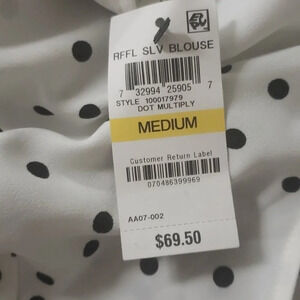 RFFL SLV BLOUSE
7 32994 25905 7
STYLE 100017979
DOT MULTIPLY
MEDIUM
Customer Return Label
070486399969
AA07-002
$69.50